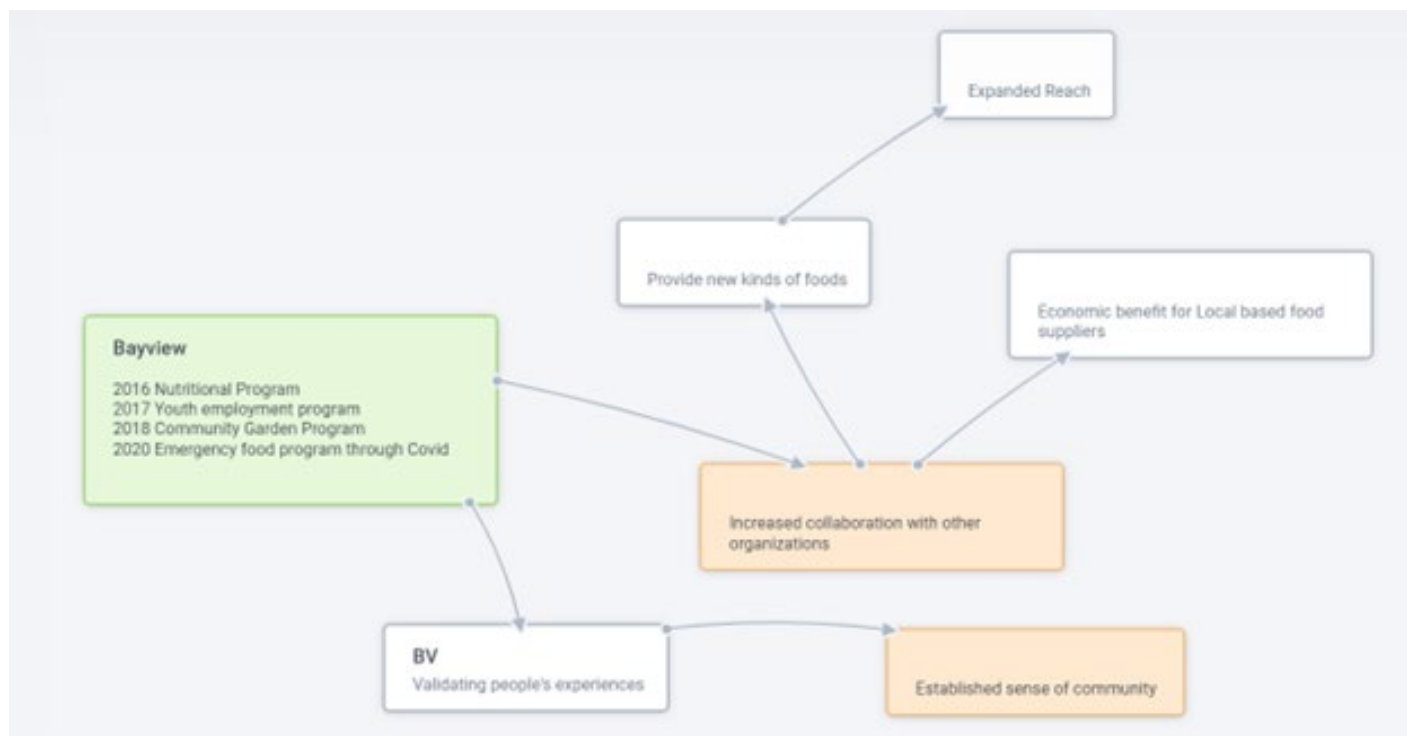 Expanded Reach
Provide new kinds of foods
Economic benefit for Local based food
suppliers
Bayview
2016 Nutritional Program
2017 Youth employment program
2018 Community Garden Program
2020 Emergency food program through Covid
Increased collaboration with other
organizations
BV
Validating people's experiences
Established sense of community